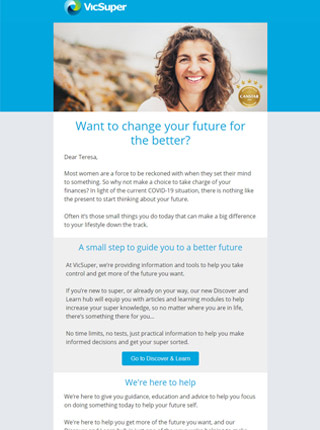 VicSuper
CANSTAR
Want to change your future for
the better?
Dear Teresa,
Most women are a force to be reckoned with when they set their mind
to something. So why not make a choice to take charge of your
finances? In light of the current COVID-19 situation, there is nothing like
the present to start thinking about your future.
Often it's those small things you do today that can make a big difference
to your lifestyle down the track.
A small step to guide you to a better future
At VicSuper, we're providing information and tools to help you take
control and get more of the future you want.
If you're new to super, or already on your way, our new Discover and
Learn hub will equip you with articles and learning modules to help
increase your super knowledge, so no matter where you are in life,
there's something there for you...
No time limits, no tests, just practical information to help you make
informed decisions and get your super sorted.
Go to Discover & Learn
We're here to help
We're here to give you guidance, education and advice to help you focus
on doing something today to help your future self.
We're here to help you get more of the future you want, and our